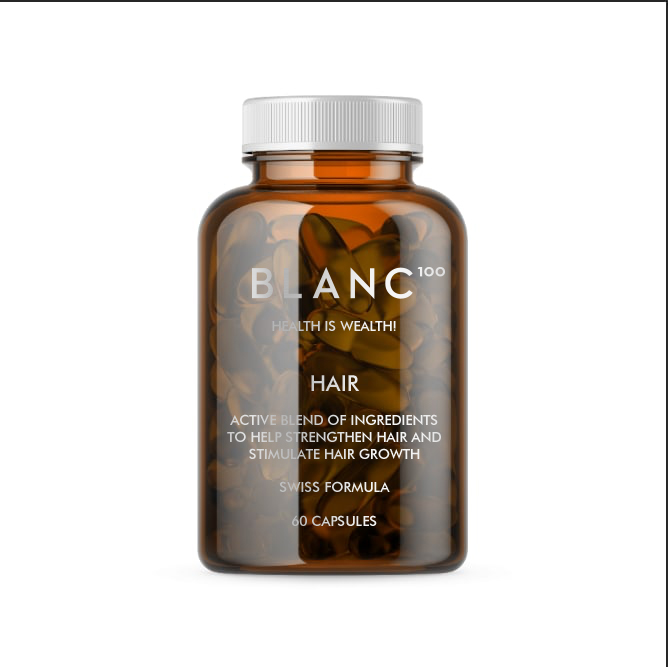 BLANC¹⁰⁰
HEALTH IS WEALTH!
HAIR
ACTIVE BLEND OF INGREDIENTS
TO HELP STRENGTHEN HAIR AND
STIMULATE HAIR GROWTH
SWISS FORMULA
60 CAPSULES